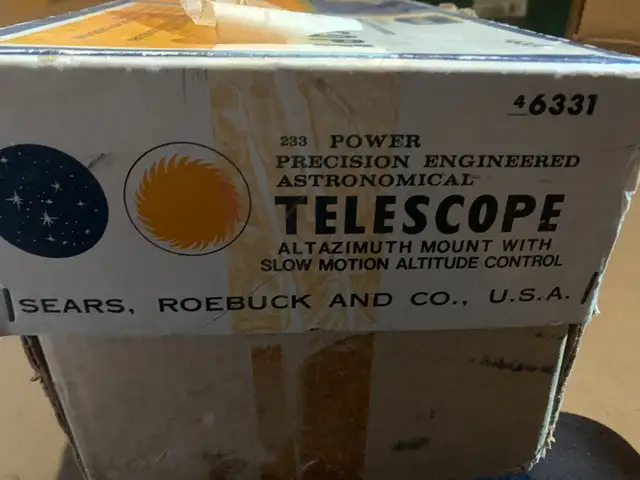 46331
233 POWER
PRECISION ENGINEERED
ASTRONOMICAL
TELESCOPE
ALTAZIMUTH MOUNT WITH
SLOW MOTION ALTITUDE CONTROL
SEARS, ROEBUCK AND CO., U.S.A.